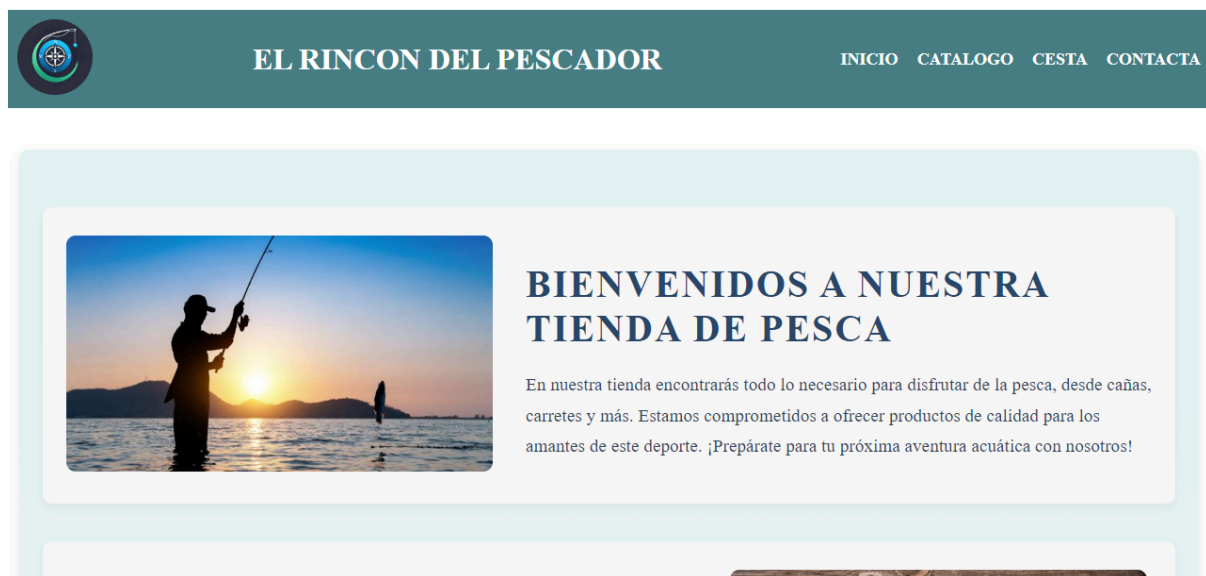 EL RINCON DEL PESCADOR
INICIO CATALOGO CESTA CONTACTA
BIENVENIDOS A NUESTRA
TIENDA DE PESCA
En nuestra tienda encontrarás todo lo necesario para disfrutar de la pesca, desde cañas,
carretes y más. Estamos comprometidos a ofrecer productos de calidad para los
amantes de este deporte. ¡Prepárate para tu próxima aventura acuática con nosotros!